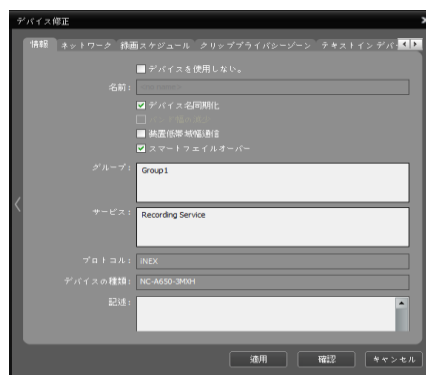 デバイス修正
情報 ネットワーク 録画スケジュール クリッププライバシーゾーン テキストイン デバ
デバイスを使用しない。
名前:
デバイス名同期化
装置低帯域幅通信
スマートフェイルオーバー
グループ: Group1
サービス: Recording Service
プロトコル: INEX
デバイスの種類: NC-A650-3MXH
記述:
適用 確認 キャンセル